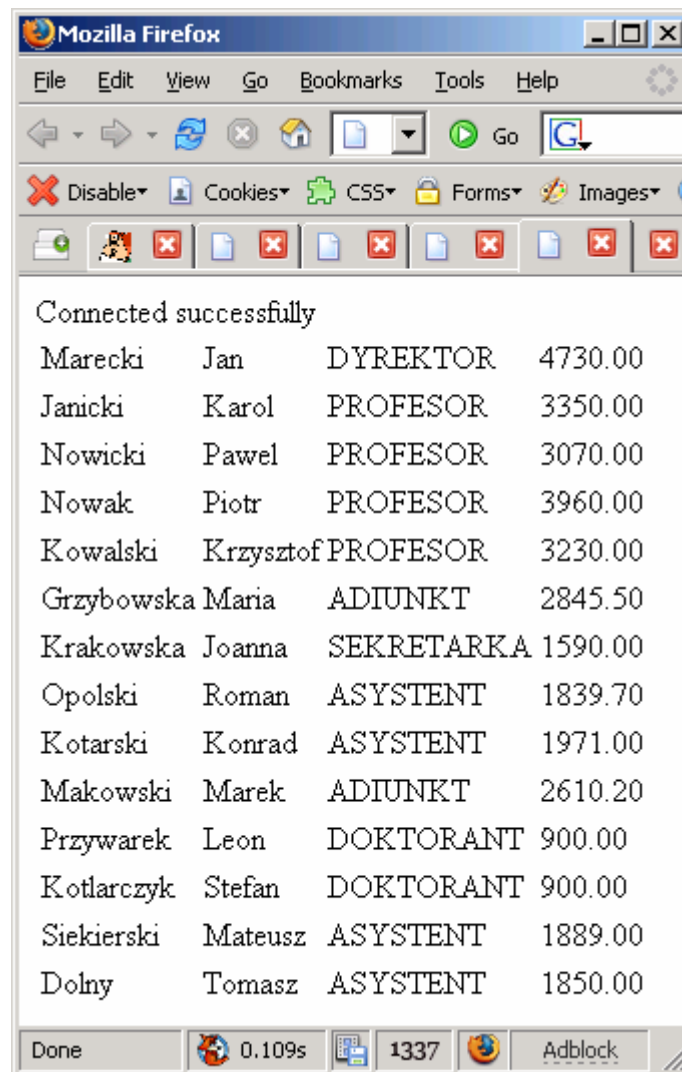 Mozilla Firefox
File Edit View Go Bookmarks Tools Help
Go G
Disable Cookies CSS Forms Images
Connected successfully
Marecki Jan DYREKTOR 4730.00
Janicki Karol PROFESOR 3350.00
Nowicki Pawel PROFESOR 3070.00
Nowak Piotr PROFESOR 3960.00
Kowalski Krzysztof PROFESOR 3230.00
Grzybowska Maria ADIUNKT 2845.50
Krakowska Joanna SEKRETARKA 1590.00
Opolski Roman ASYSTENT 1839.70
Kotarski Konrad ASYSTENT 1971.00
Makowski Marek ADIUNKT 2610.20
Przywarek Leon DOKTORANT 900.00
Kotlarczyk Stefan DOKTORANT 900.00
Siekierski Mateusz ASYSTENT 1889.00
Dolny Tomasz ASYSTENT 1850.00
Done 0.109s 1337 Adblock